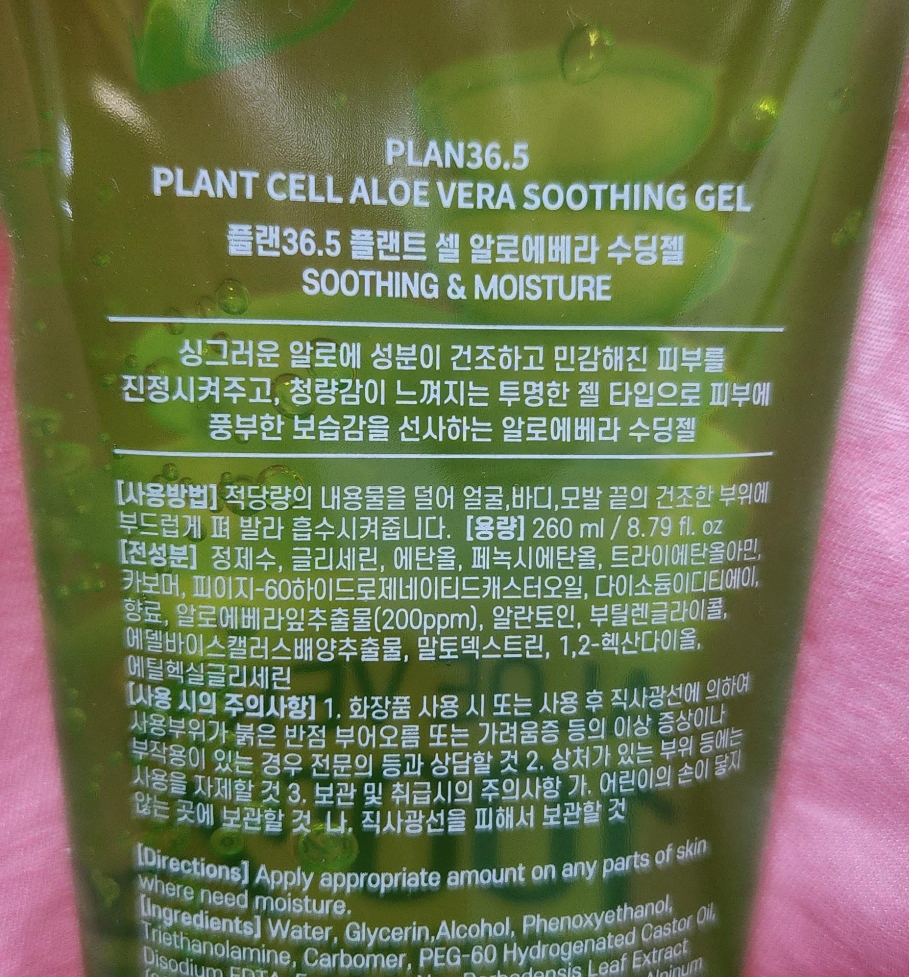 PLAN36.5
PLANT CELL ALOE VERA SOOTHING GEL
플랜36.5 플랜트 셀 알로에베라 수딩젤
SOOTHING & MOISTURE
싱그러운 알로에 성분이 건조하고 민감해진 피부를
진정시켜주고, 청량감이 느껴지는 투명한 젤 타입으로 피부에
풍부한 보습감을 선사하는 알로에베라 수딩젤
[사용방법] 적당량의 내용물을 덜어 얼굴,바디,모발 끝의 건조한 부위에
부드럽게 펴 발라 흡수시켜줍니다. [용량] 260 ml / 8.79 fl. oz
[전성분] 정제수, 글리세린, 에탄올, 페녹시에탄올, 트라이에탄올아민,
카보머, 피이지-60하이드로제네이티드캐스터오일, 다이소듐이디티에이,
향료, 알로에베라잎추출물(200ppm), 알란토인, 부틸렌글라이콜,
에델바이스캘러스배양추출물, 말토덱스트린, 1,2-헥산다이올,
에틸헥실글리세린
[사용 시의 주의사항] 1. 화장품 사용 시 또는 사용 후 직사광선에 의하여
사용부위가 붉은 반점 부어오름 또는 가려움증 등의 이상 증상이나
부작용이 있는 경우 전문의 등과 상담할 것 2. 상처가 있는 부위 등에는
사용을 자제할 것 3. 보관 및 취급시의 주의사항 가. 어린이의 손이 닿지
않는 곳에 보관할 것 나. 직사광선을 피해서 보관할 것
[Directions] Apply appropriate amount on any parts of skin
where need moisture.
[Ingredients] Water, Glycerin,Alcohol, Phenoxyethanol,
Triethanolamine, Carbomer, PEG-60 Hydrogenated Castor Oil,
Disodium EDTA, Barbadensis Leaf Extract